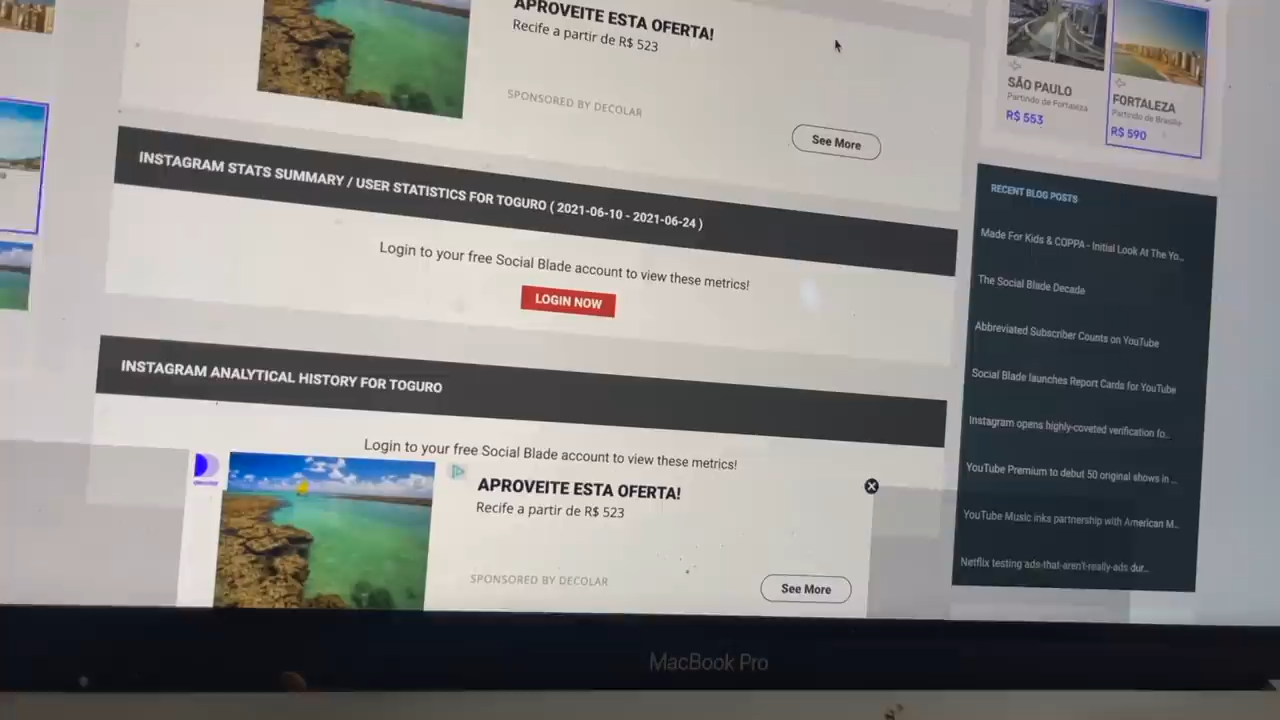 APROVEITE ESTA OFERTA!
Recife a partir de R$ 523
SPONSORED BY DECOLAR
See More
SÃO PAULO
Partindo de Fortaleza
R$ 553
FORTALEZA
Partindo de Brasília
R$ 590
INSTAGRAM STATS SUMMARY / USER STATISTICS FOR TOGURO ( 2021-06-10 - 2021-06-24 )
Login to your free Social Blade account to view these metrics!
LOGIN NOW
INSTAGRAM ANALYTICAL HISTORY FOR TOGURO
Login to your free Social Blade account to view these metrics!
decolar
APROVEITE ESTA OFERTA!
Recife a partir de R$ 523
SPONSORED BY DECOLAR
See More
RECENT BLOG POSTS
Made For Kids & COPPA - Initial Look At The Yo...
The Social Blade Decade
Abbreviated Subscriber Counts on YouTube
Social Blade launches Report Cards for YouTube
Instagram opens highly-coveted verification fo...
YouTube Premium to debut 50 original shows in ...
YouTube Music inks partnership with American M...
Netflix testing ads-that-aren't-really-ads dur...
MacBook Pro